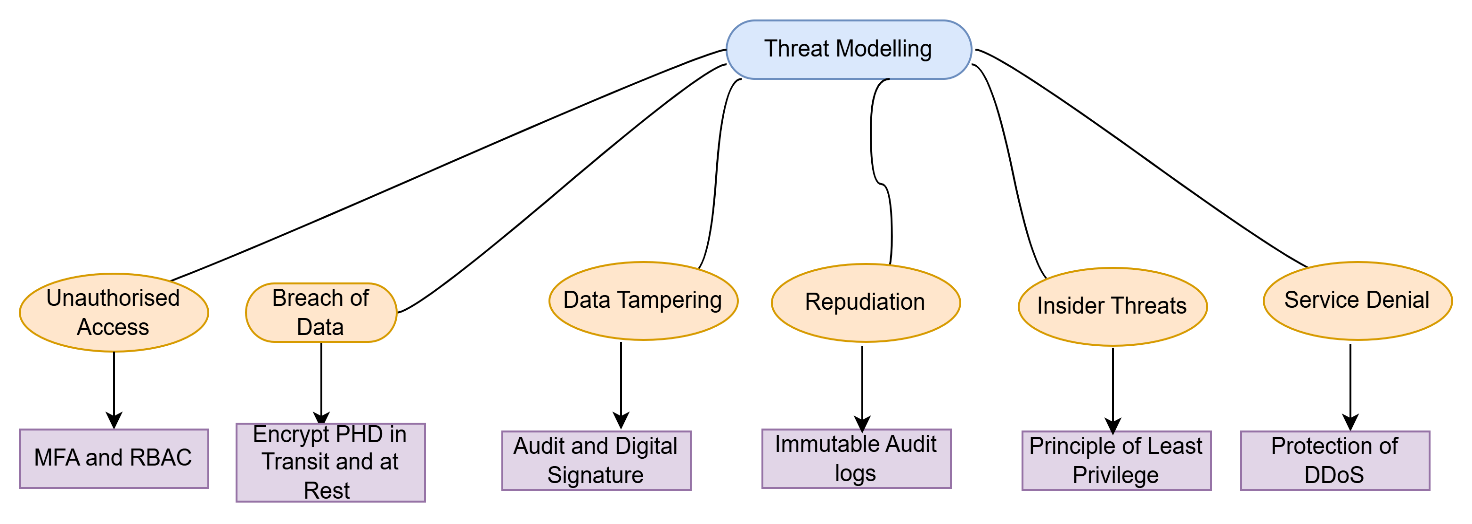 Threat Modelling
Unauthorised
Access
Breach of
Data
Data Tampering
Repudiation
Insider Threats
Service Denial
MFA and RBAC
Encrypt PHD in
Transit and at
Rest
Audit and Digital
Signature
Immutable Audit
logs
Principle of Least
Privilege
Protection of
DDoS